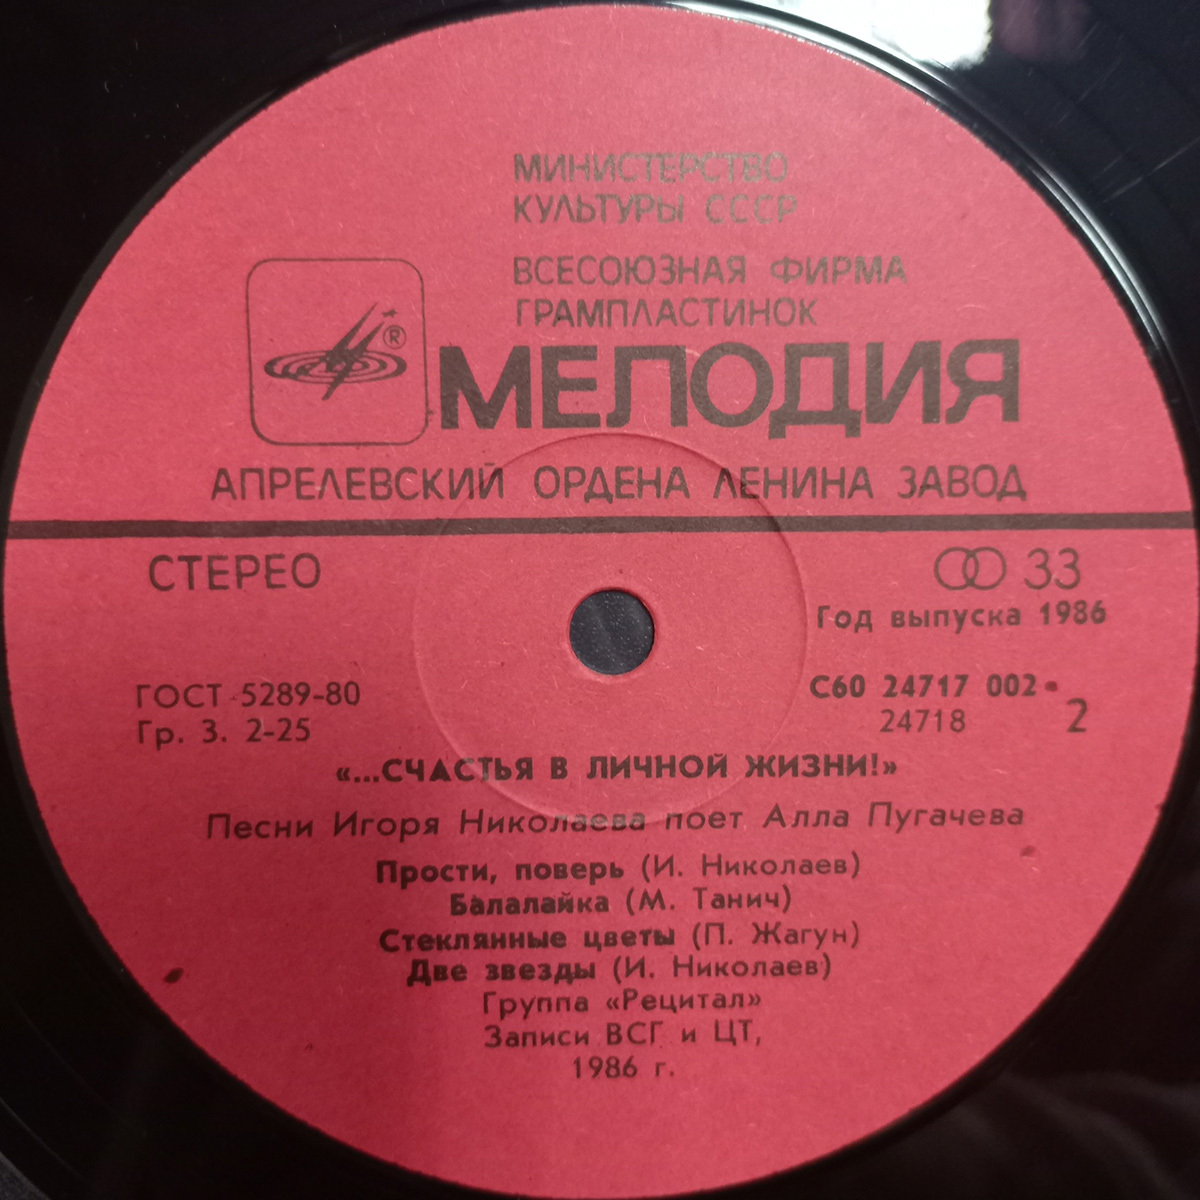 МИНИСТЕРСТВО
КУЛЬТУРЫ СССР
ВСЕСОЮЗНАЯ ФИРМА
ГРАМПЛАСТИНОК
®
МЕЛОДИЯ
АПРЕЛЕВСКИЙ ОРДЕНА ЛЕНИНА ЗАВОД
СТЕРЕО
33
Год выпуска 1986
ГОСТ 5289-80
Гр. 3. 2-25
С60 24717 002
24718
2
«...СЧАСТЬЯ В ЛИЧНОЙ ЖИЗНИ!»
Песни Игоря Николаева поет Алла Пугачева
Прости, поверь (И. Николаев)
Балалайка (М. Танич)
Стеклянные цветы (П. Жагун)
Две звезды (И. Николаев)
Группа «Рецитал»
Записи ВСГ и ЦТ,
1986 г.